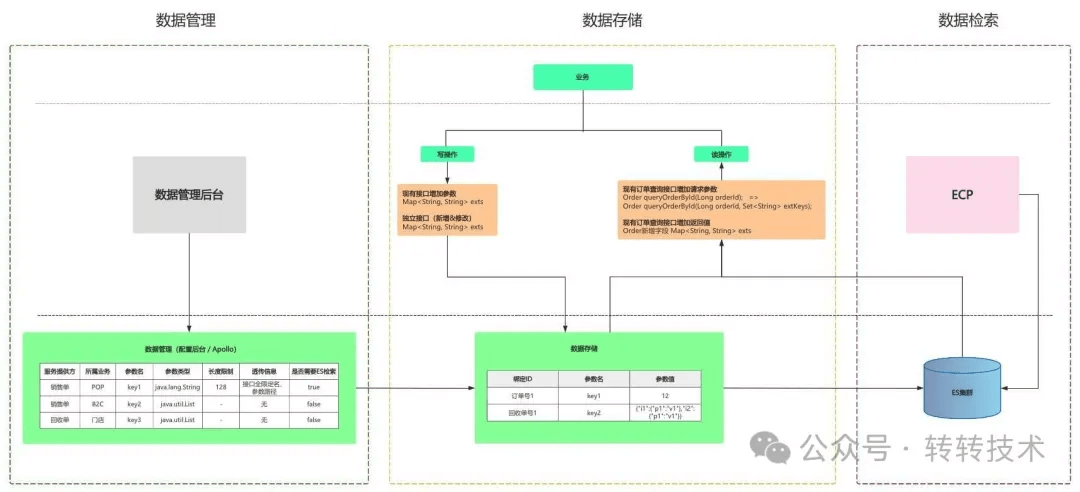 数据管理
数据存储
数据检索
业务
写操作
读操作
数据管理后台
现有接口增加参数
Map<String, String> exts
独立接口（新增&修改）
Map<String, String> exts
现有订单查询接口增加请求参数
Order queryOrderById(Long orderId); =>
Order queryOrderById(Long orderId, Set<String> extKeys);
现有订单查询接口增加返回值
Order新增字段 Map<String, String> exts
ECP
数据管理（配置后台 / Apollo）
服务提供方 所属业务 参数名 参数类型 长度限制 透传信息 是否需要ES检索
销售单 POP key1 java.lang.String 128 接口全限定名、参数路径 true
销售单 B2C key2 java.util.List - 无 false
回收单 门店 key3 java.util.List - 无 false
数据存储
绑定ID 参数名 参数值
订单号1 key1 12
回收单号1 key2 {"i1":{"p1":"v1"},"i2":{"p1":"v1"}}
ES集群
公众号 · 转转技术